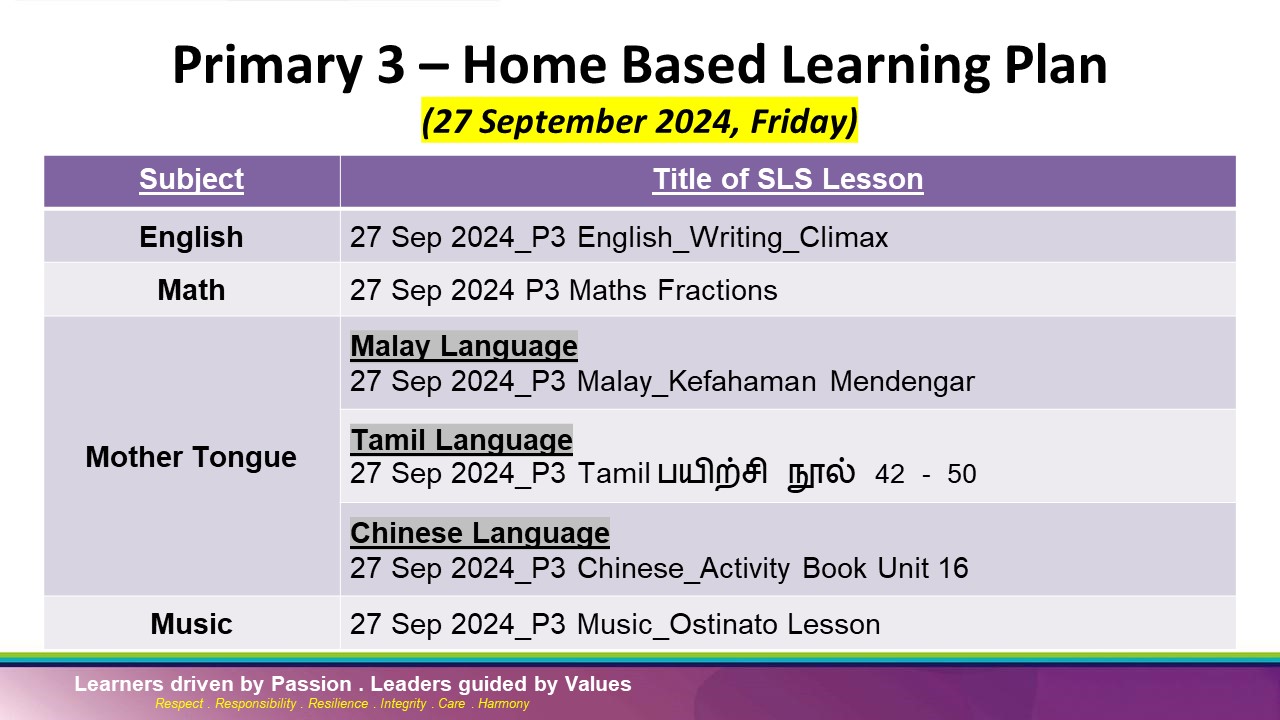 Primary 3 – Home Based Learning Plan
(27 September 2024, Friday)
Subject
Title of SLS Lesson
English
27 Sep 2024_P3 English_Writing_Climax
Math
27 Sep 2024 P3 Maths Fractions
Mother Tongue
Malay Language
27 Sep 2024_P3 Malay_Kefahaman Mendengar
Tamil Language
27 Sep 2024_P3 Tamil பயிற்சி நூல் 42 - 50
Chinese Language
27 Sep 2024_P3 Chinese_Activity Book Unit 16
Music
27 Sep 2024_P3 Music_Ostinato Lesson
Learners driven by Passion . Leaders guided by Values
Respect . Responsibility . Resilience . Integrity . Care . Harmony